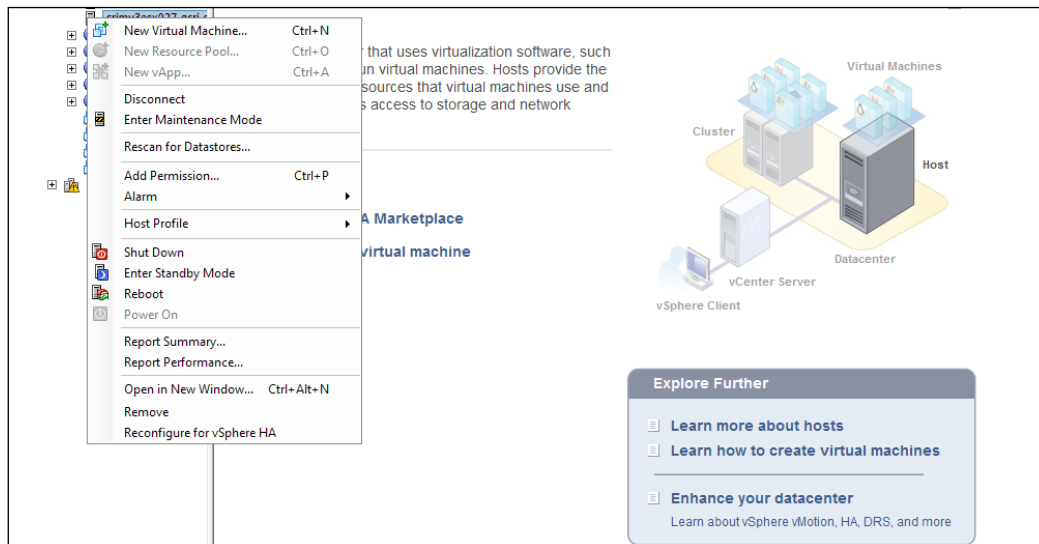 New Virtual Machine... Ctrl+N
New Resource Pool... Ctrl+O
New vApp... Ctrl+A
Disconnect
Enter Maintenance Mode
Rescan for Datastores...
Add Permission... Ctrl+P
Alarm
Host Profile
Shut Down
Enter Standby Mode
Reboot
Power On
Report Summary...
Report Performance...
Open in New Window... Ctrl+Alt+N
Remove
Reconfigure for vSphere HA
that uses virtualization software, such
un virtual machines. Hosts provide the
sources that virtual machines use and
s access to storage and network
A Marketplace
virtual machine
Virtual Machines
Cluster
Host
Datacenter
vCenter Server
vSphere Client
Explore Further
Learn more about hosts
Learn how to create virtual machines
Enhance your datacenter
Learn about vSphere vMotion, HA, DRS, and more